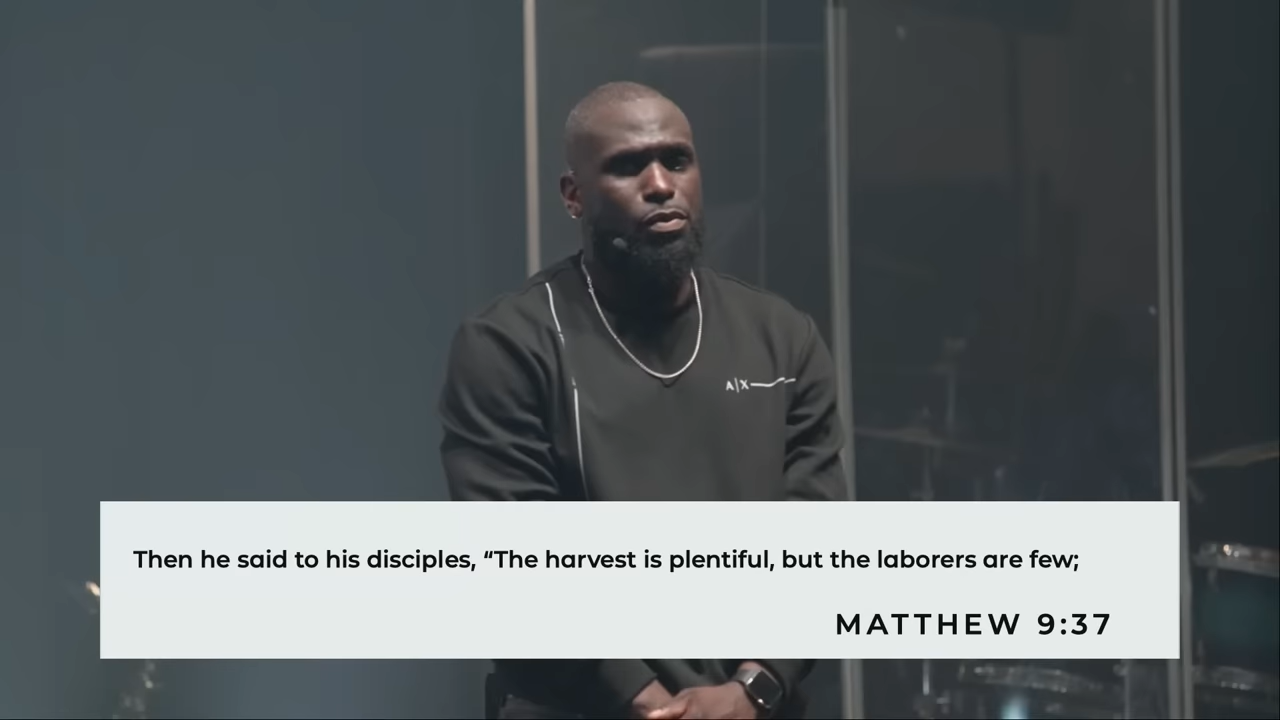 A|X
Then he said to his disciples, “The harvest is plentiful, but the laborers are few;
MATTHEW 9:37